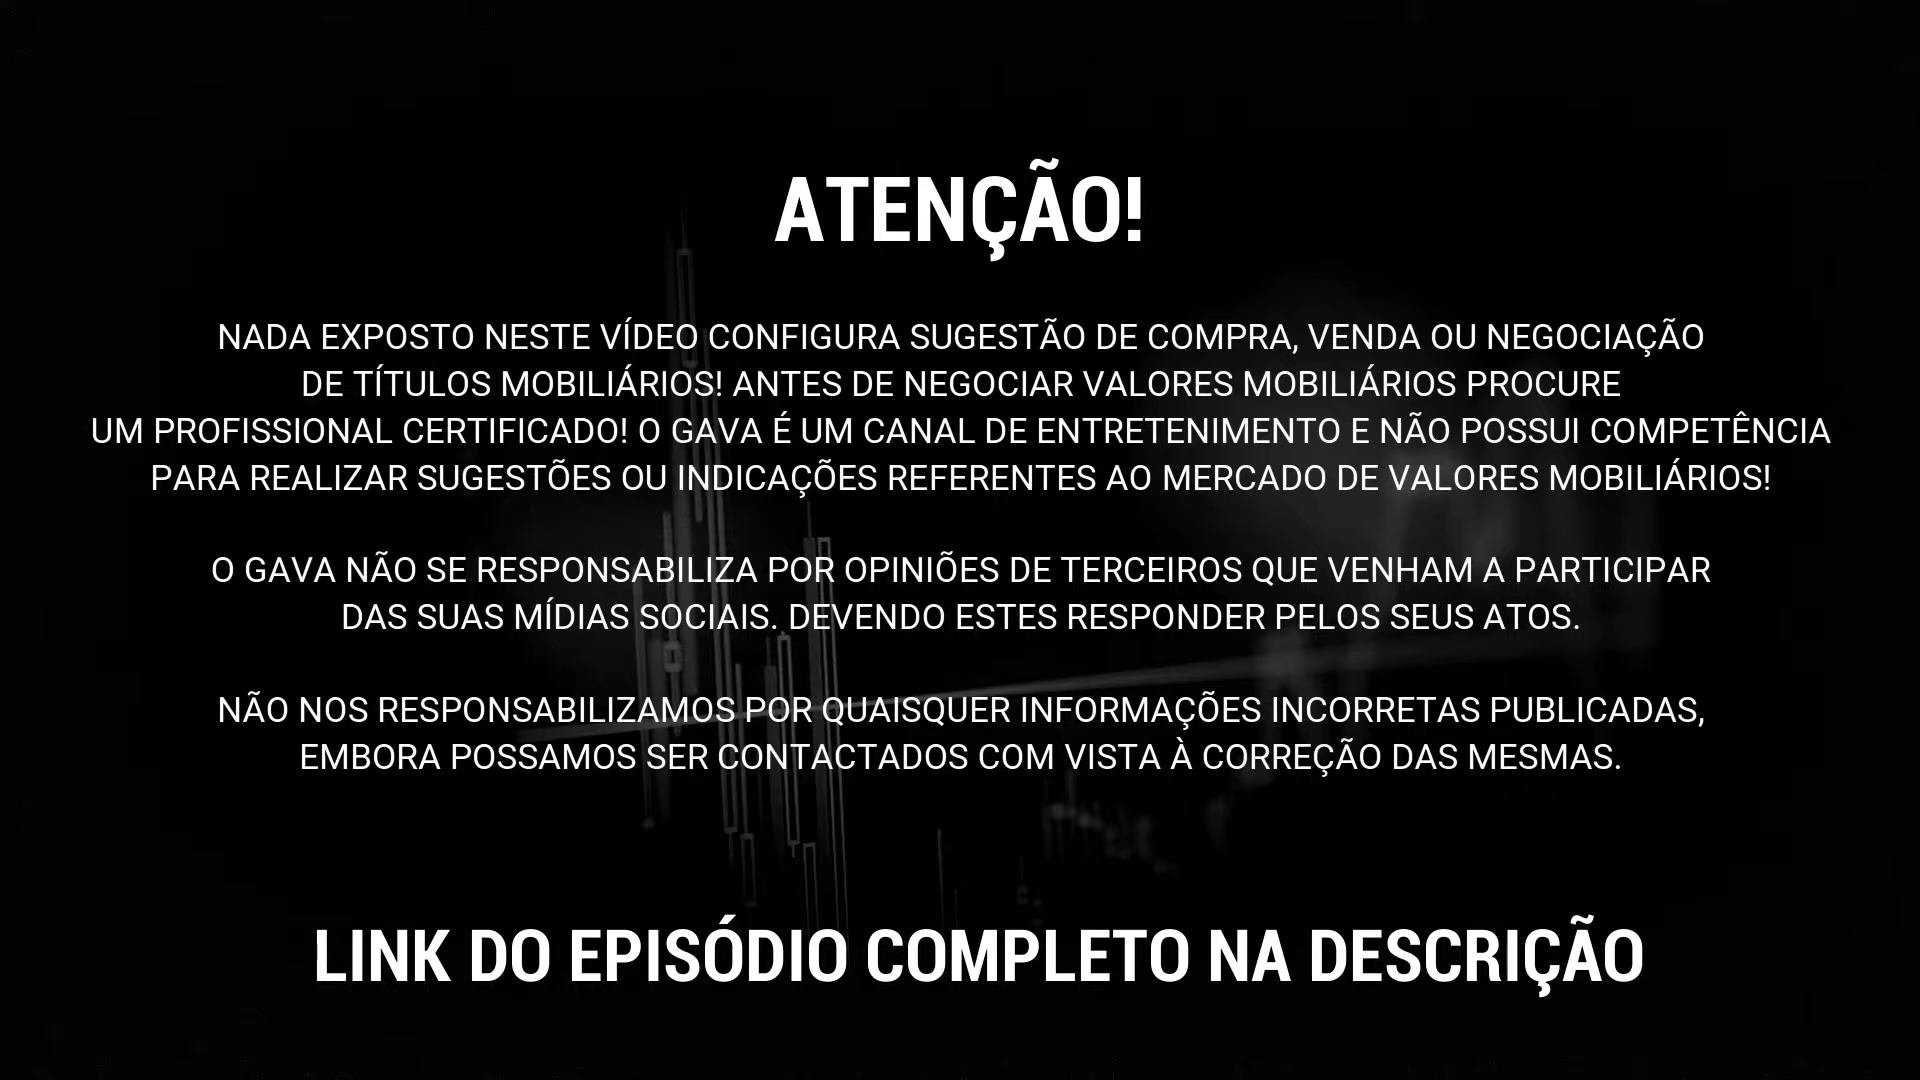 ATENÇÃO!
NADA EXPOSTO NESTE VÍDEO CONFIGURA SUGESTÃO DE COMPRA, VENDA OU NEGOCIAÇÃO
DE TÍTULOS MOBILIÁRIOS! ANTES DE NEGOCIAR VALORES MOBILIÁRIOS PROCURE
UM PROFISSIONAL CERTIFICADO! O GAVA É UM CANAL DE ENTRETENIMENTO E NÃO POSSUI COMPETÊNCIA
PARA REALIZAR SUGESTÕES OU INDICAÇÕES REFERENTES AO MERCADO DE VALORES MOBILIÁRIOS!
O GAVA NÃO SE RESPONSABILIZA POR OPINIÕES DE TERCEIROS QUE VENHAM A PARTICIPAR
DAS SUAS MÍDIAS SOCIAIS. DEVENDO ESTES RESPONDER PELOS SEUS ATOS.
NÃO NOS RESPONSABILIZAMOS POR QUAISQUER INFORMAÇÕES INCORRETAS PUBLICADAS,
EMBORA POSSAMOS SER CONTACTADOS COM VISTA À CORREÇÃO DAS MESMAS.
LINK DO EPISÓDIO COMPLETO NA DESCRIÇÃO